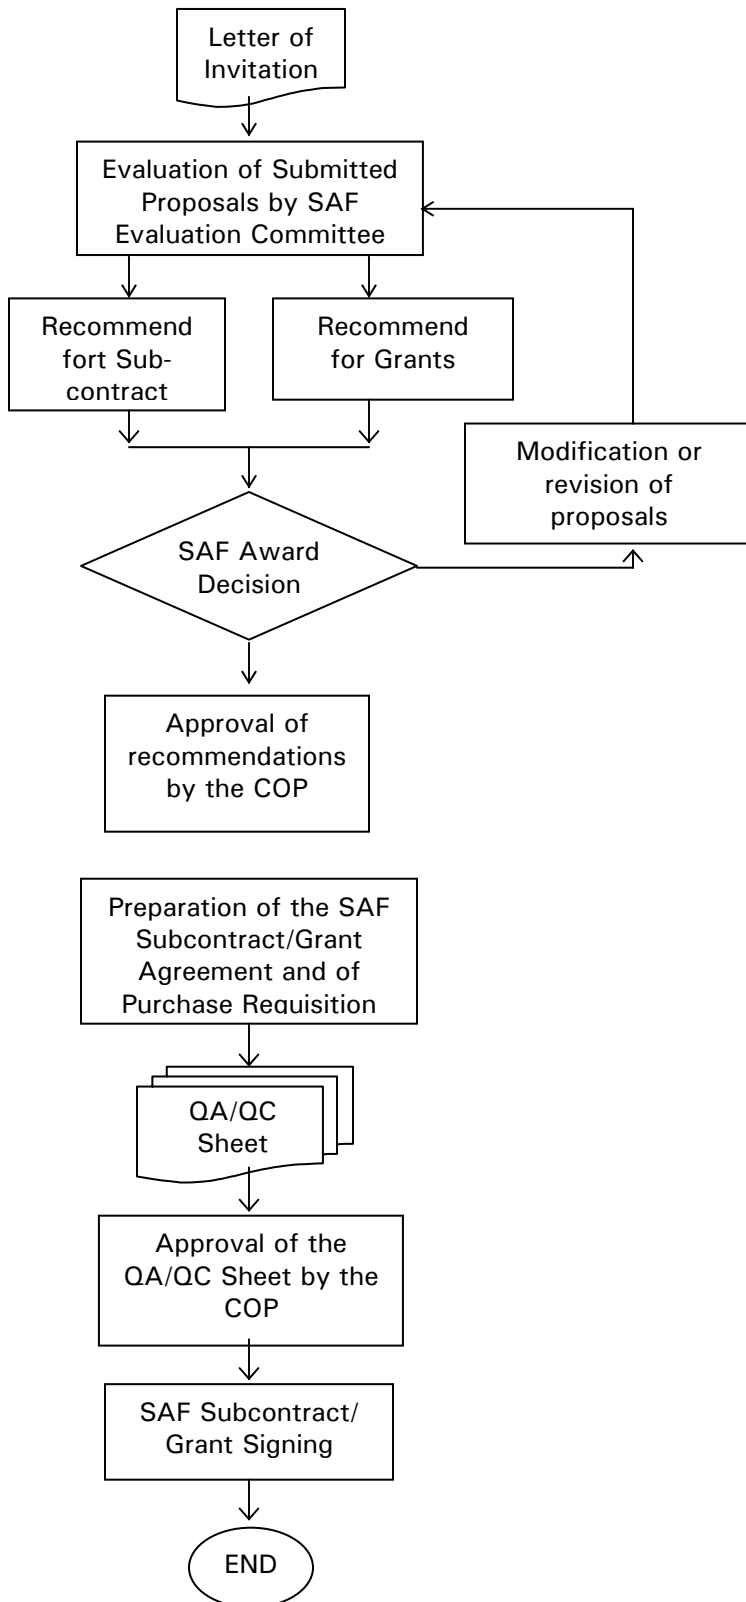 Letter of
Invitation
Evaluation of Submitted
Proposals by SAF
Evaluation Committee
Recommend
fort Sub-
contract
Recommend
for Grants
Modification or
revision of
proposals
SAF Award
Decision
Approval of
recommendations
by the COP
Preparation of the SAF
Subcontract/Grant
Agreement and of
Purchase Requisition
QA/QC
Sheet
Approval of the
QA/QC Sheet by the
COP
SAF Subcontract/
Grant Signing
END